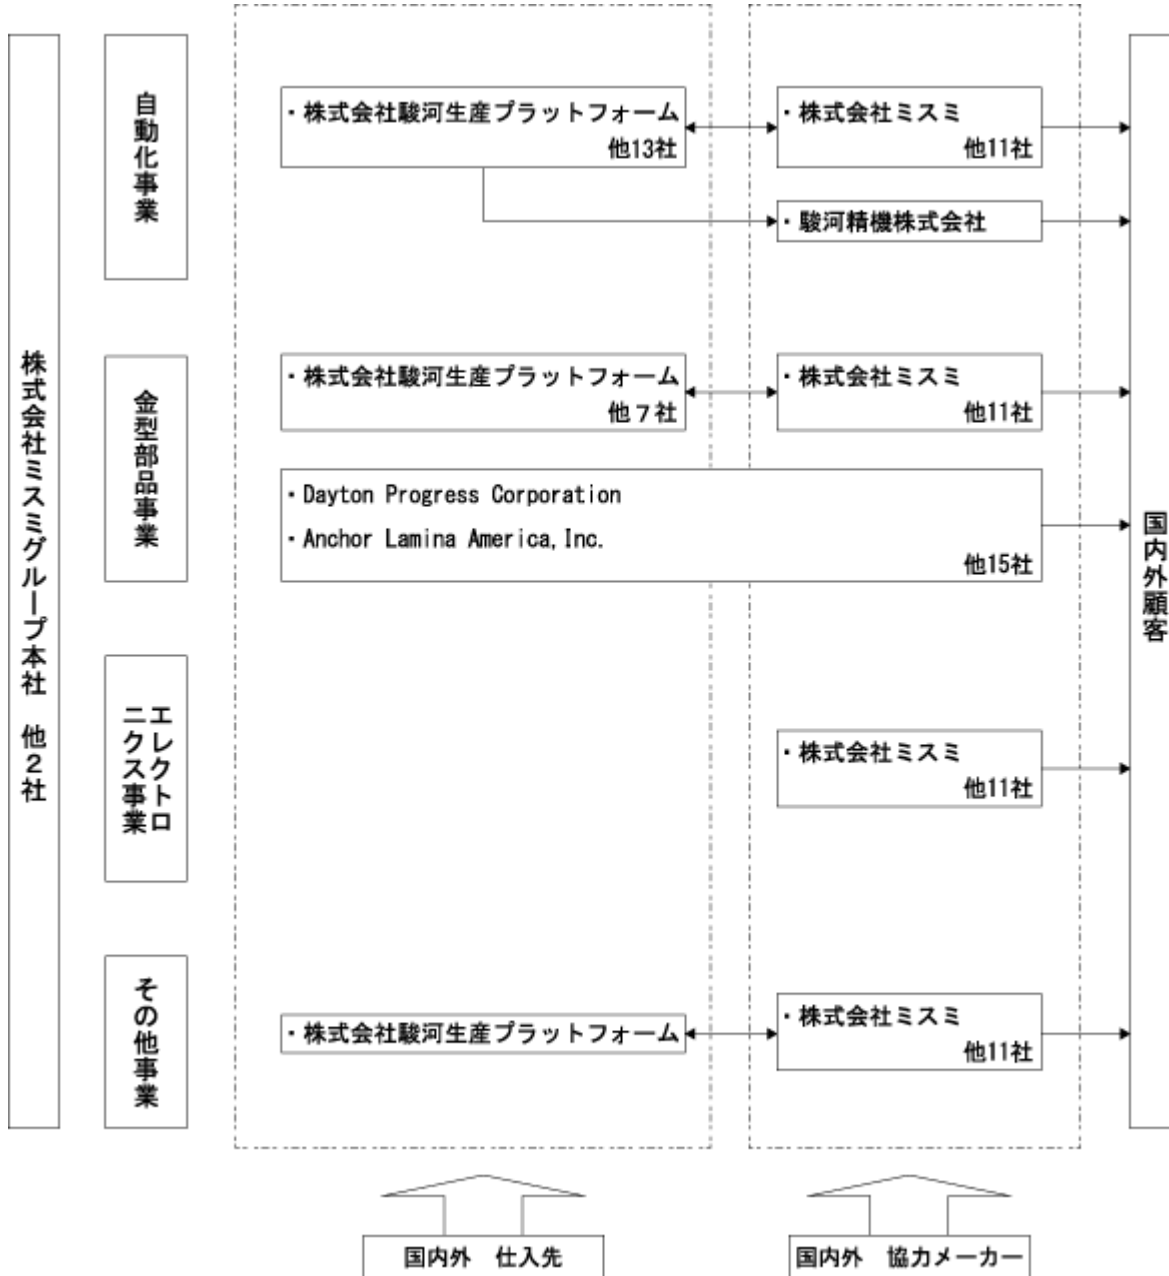 株式会社ミスミグループ本社　他２社
自動化事業
・株式会社駿河生産プラットフォーム
他13社
・株式会社ミスミ
他11社
・駿河精機株式会社
金型部品事業
・株式会社駿河生産プラットフォーム
他７社
・株式会社ミスミ
他11社
・Dayton Progress Corporation
・Anchor Lamina America,Inc.
他15社
エレクトロ
ニクス事業
・株式会社ミスミ
他11社
その他事業
・株式会社駿河生産プラットフォーム
・株式会社ミスミ
他11社
国内外顧客
国内外　仕入先
国内外　協力メーカー